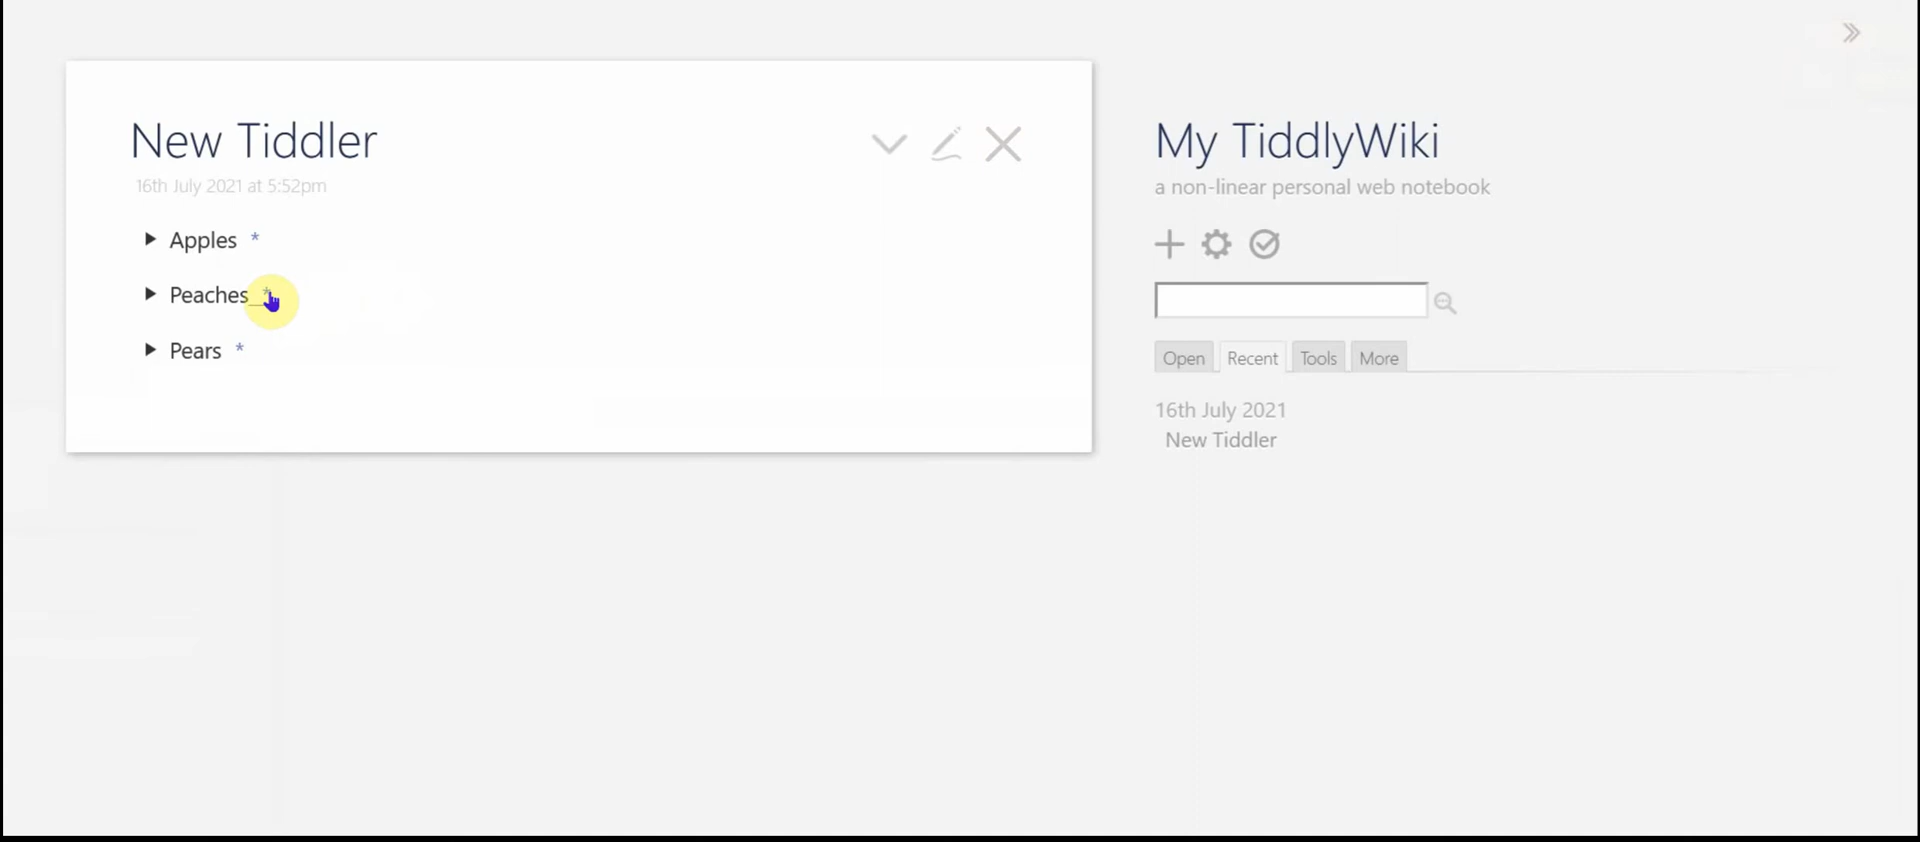 New Tiddler
16th July 2021 at 5:52pm
Apples *
Peaches *
Pears *
My TiddlyWiki
a non-linear personal web notebook
Open Recent Tools More
16th July 2021
New Tiddler